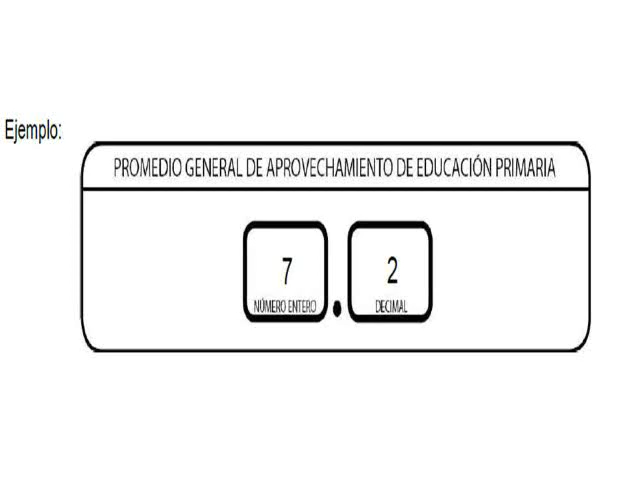 Ejemplo:
PROMEDIO GENERAL DE APROVECHAMIENTO DE EDUCACIÓN PRIMARIA
7 . 2
NÚMERO ENTERO DECIMAL